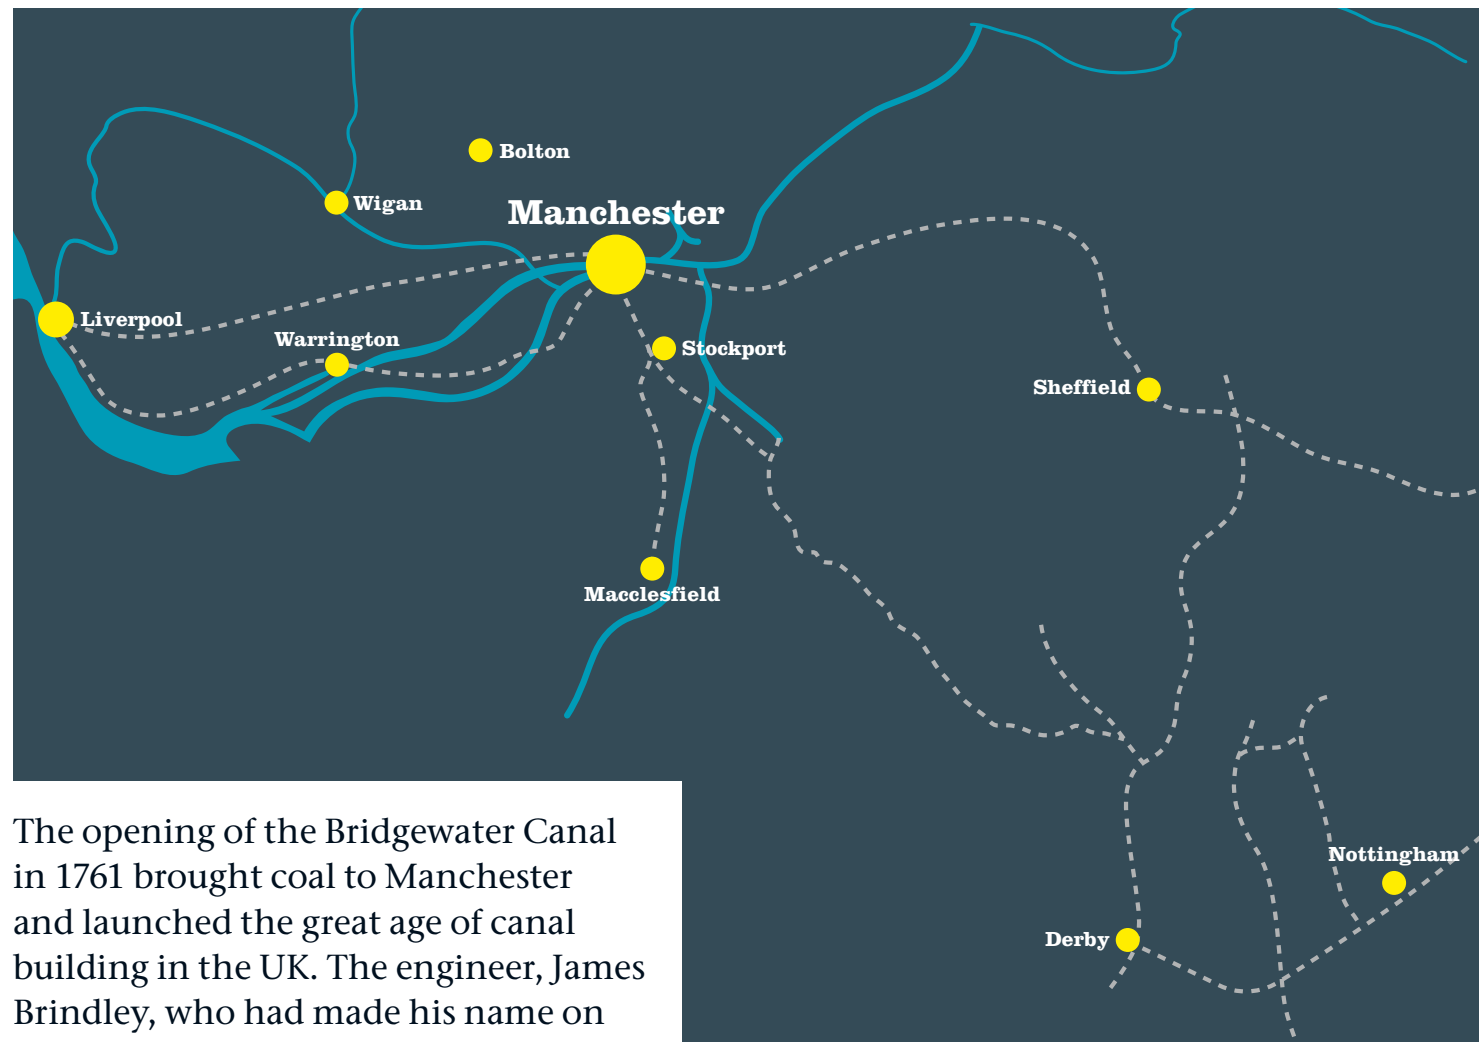 Bolton
Wigan
Manchester
Liverpool
Warrington
Stockport
Sheffield
Macclesfield
Nottingham
Derby
The opening of the Bridgewater Canal
in 1761 brought coal to Manchester
and launched the great age of canal
building in the UK. The engineer, James
Brindley, who had made his name on